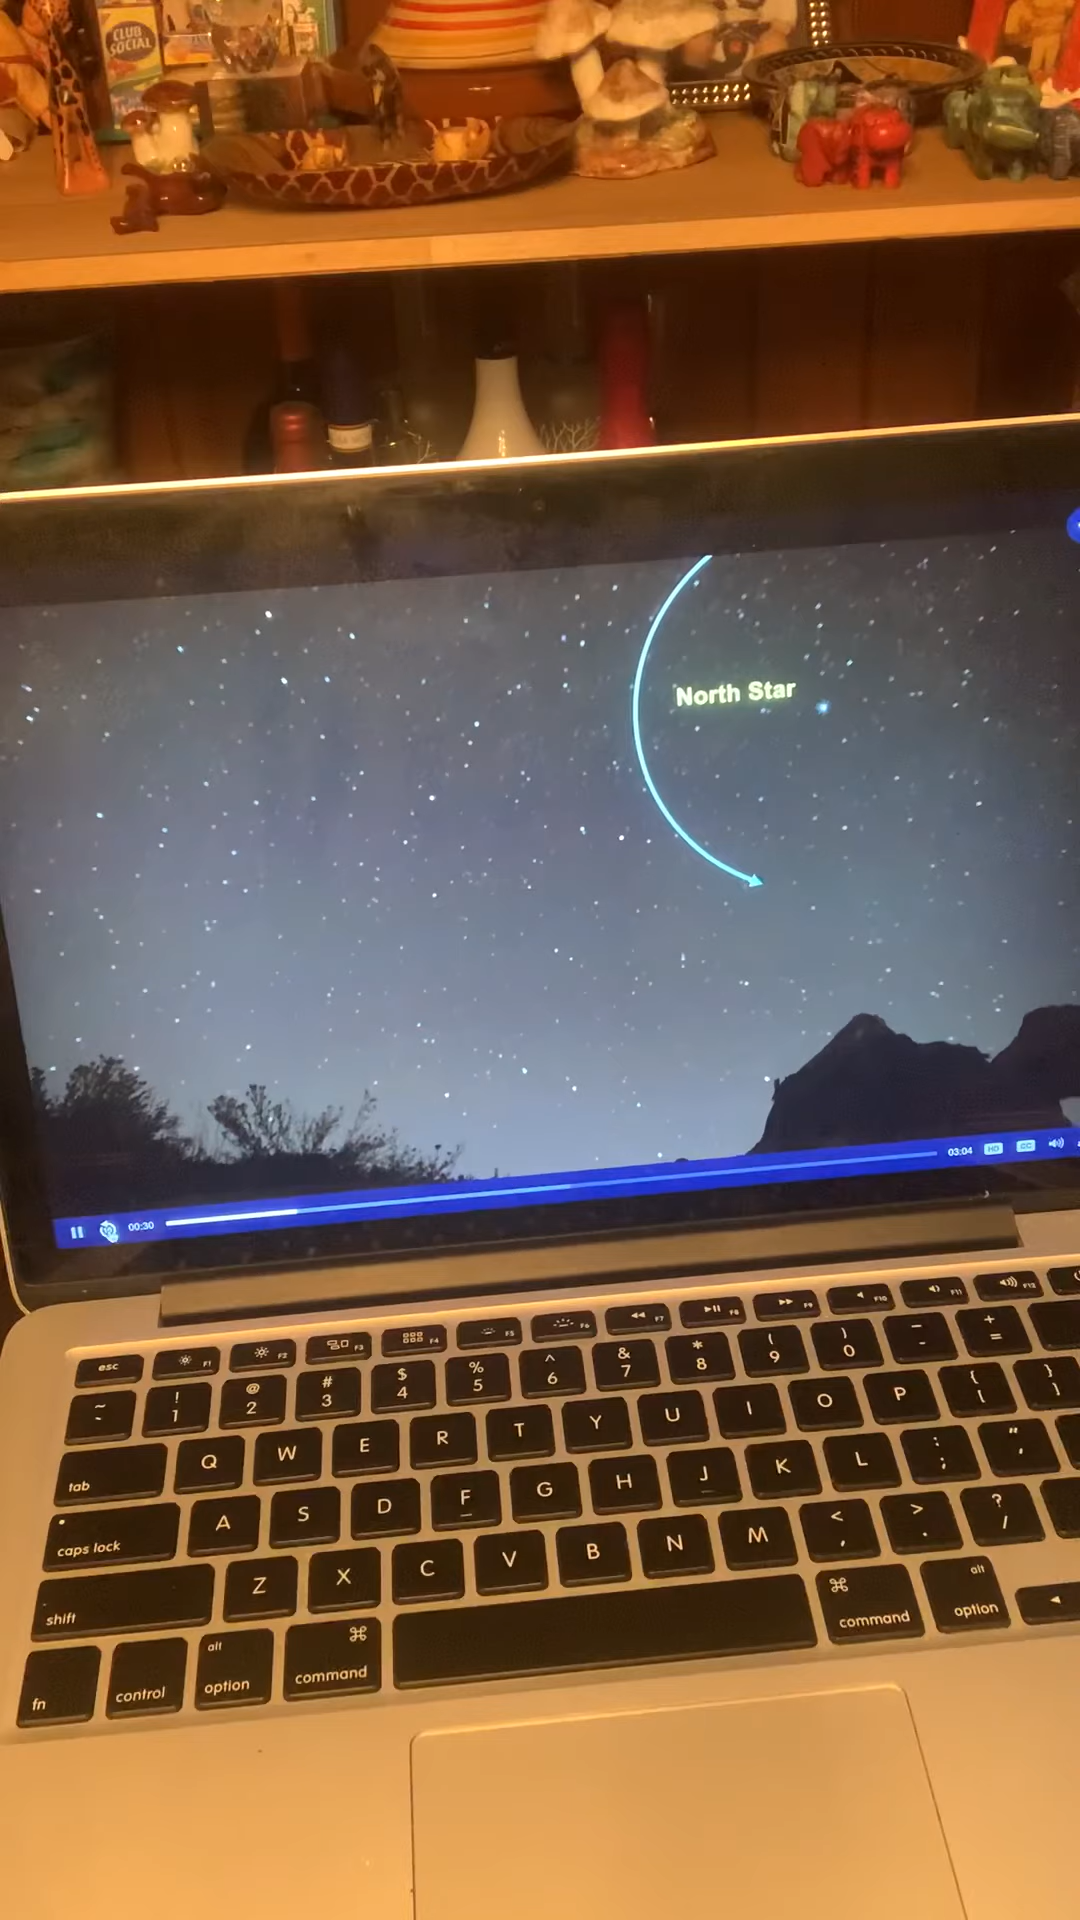 CLUB
SOCIAL
North Star
00:30
03:04
HD
CC
esc
F1
F2
F3
F4
F5
F6
F7
F8
F9
F10
F11
F12
~ ` ! 1 @ 2 # 3 $ 4 % 5 ^ 6 & 7 * 8 ( 9 ) 0 - + =
tab Q W E R T Y U I O P { [ } ]
caps lock A S D F G H J K L : ; " '
shift Z X C V B N M < , > . ? /
fn control alt option ⌘ command ⌘ command alt option